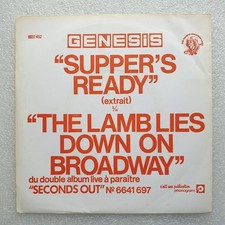 GENESIS
"SUPPER'S
READY"
(extrait)
"THE LAMB LIES
DOWN ON
BROADWAY"
du double album live à paraître
"SECONDS OUT" Nº 6641 697